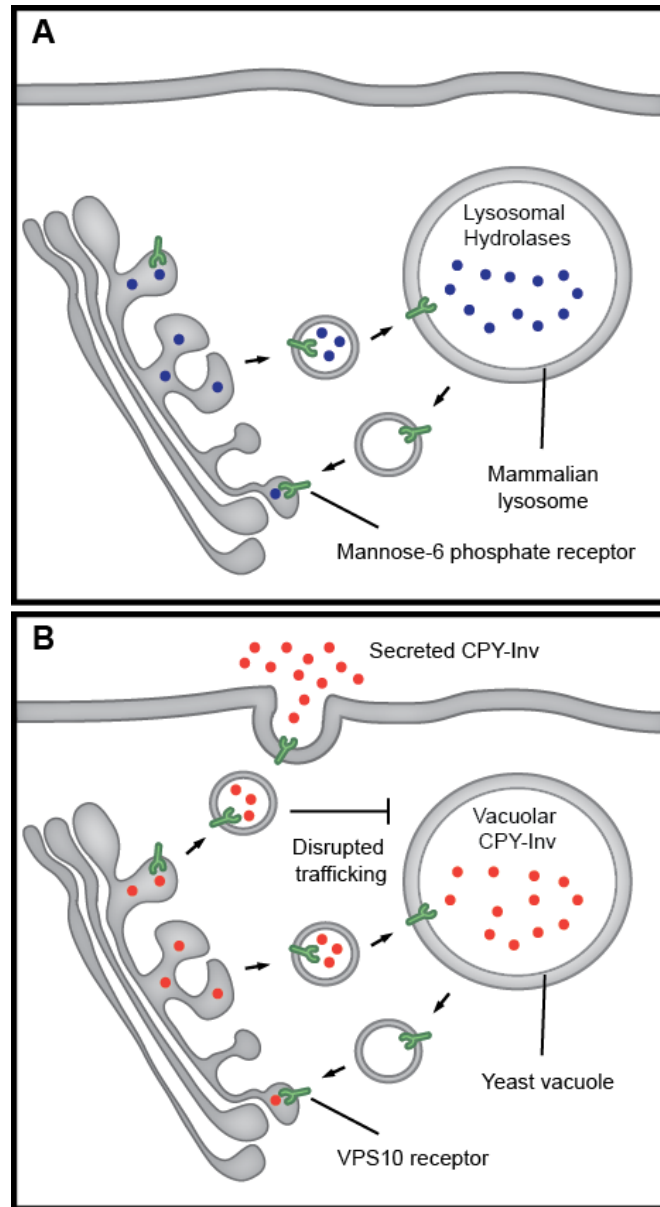 A
Lysosomal
Hydrolases
Mammalian
lysosome
Mannose-6 phosphate receptor
B
Secreted CPY-Inv
Vacuolar
CPY-Inv
Disrupted
trafficking
Yeast vacuole
VPS10 receptor